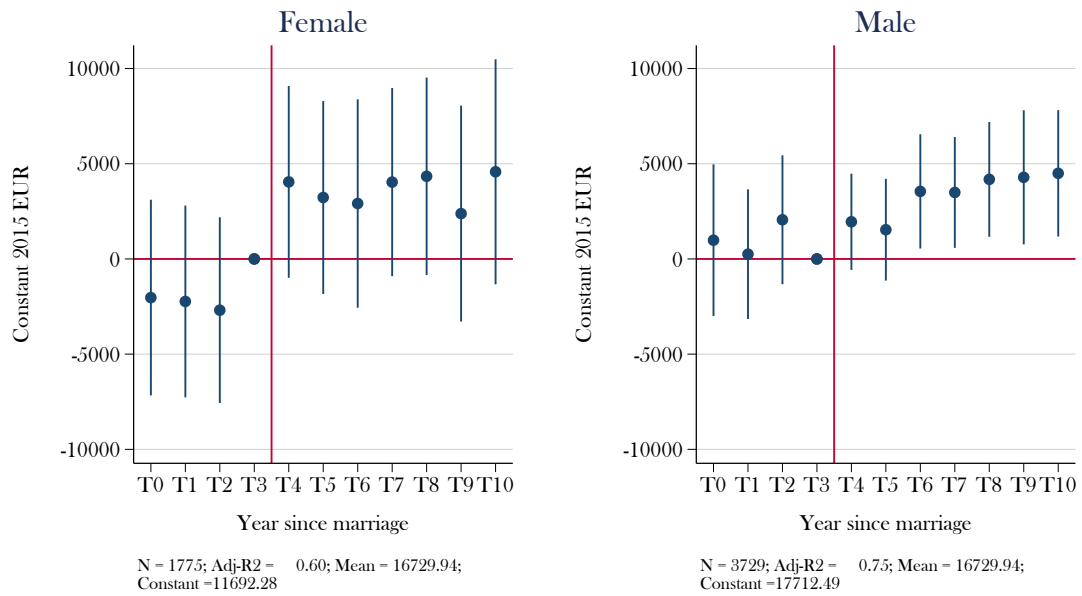 Female
Constant 2015 EUR
10000
5000
0
-5000
-10000
T0 T1 T2 T3 T4 T5 T6 T7 T8 T9 T10
Year since marriage
N = 1775; Adj-R2 = 0.60; Mean = 16729.94;
Constant =11692.28
Male
Constant 2015 EUR
10000
5000
0
-5000
-10000
T0 T1 T2 T3 T4 T5 T6 T7 T8 T9 T10
Year since marriage
N = 3729; Adj-R2 = 0.75; Mean = 16729.94;
Constant =17712.49